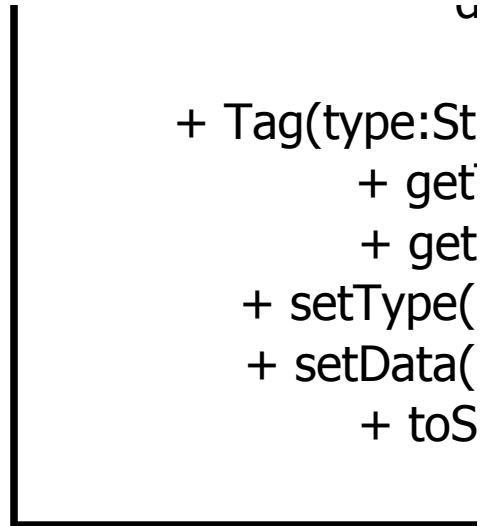 + Tag(type:St
+ get
+ get
+ setType(
+ setData(
+ toS